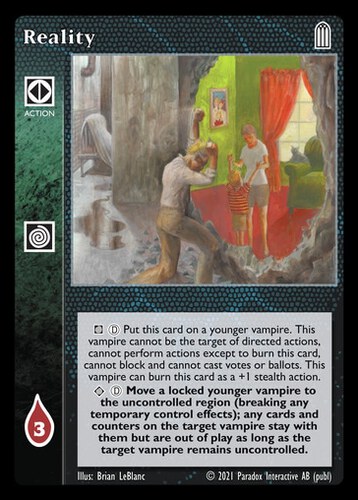 Reality
ACTION
Ⓓ Put this card on a younger vampire. This
vampire cannot be the target of directed actions,
cannot perform actions except to burn this card,
cannot block and cannot cast votes or ballots. This
vampire can burn this card as a +1 stealth action.
Ⓓ Move a locked younger vampire to
the uncontrolled region (breaking any
temporary control effects); any cards and
counters on the target vampire stay with
them but are out of play as long as the
target vampire remains uncontrolled.
3
Illus: Brian LeBlanc © 2021 Paradox Interactive AB (publ)